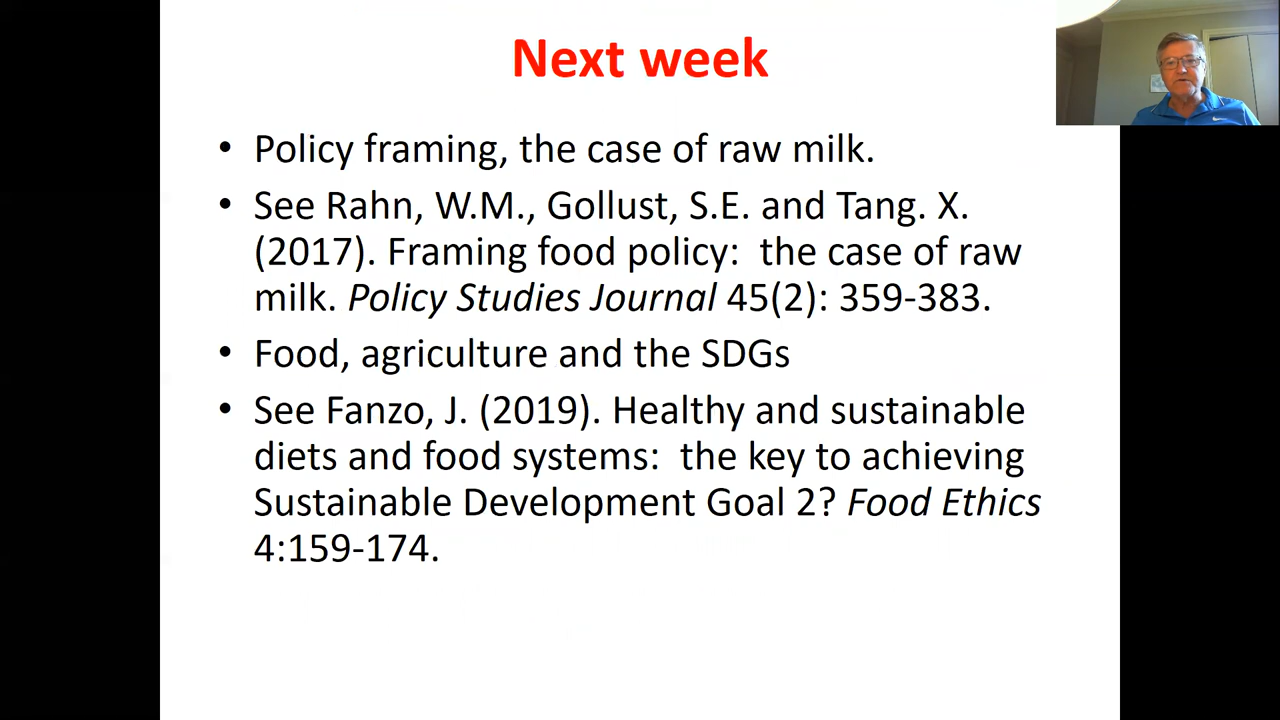 Next week
• Policy framing, the case of raw milk.
• See Rahn, W.M., Gollust, S.E. and Tang. X.
(2017). Framing food policy:  the case of raw
milk. Policy Studies Journal 45(2): 359-383.
• Food, agriculture and the SDGs
• See Fanzo, J. (2019). Healthy and sustainable
diets and food systems:  the key to achieving
Sustainable Development Goal 2? Food Ethics
4:159-174.